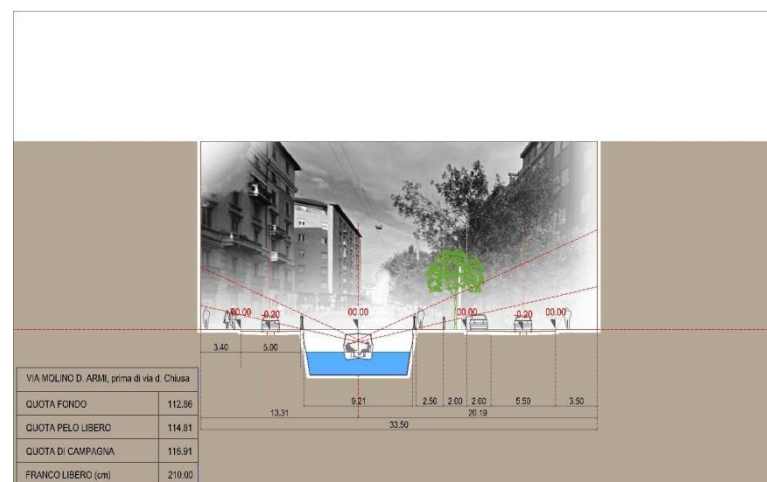 00.00 -0.20 00.00 00.00 -0.20 00.00
3.40 5.00
9.21 2.50 2.00 2.00 5.50 3.50
13.31 20.19
33.50
VIA MOLINO D. ARMI, prima di via d. Chiusa
QUOTA FONDO 112.86
QUOTA PELO LIBERO 114.81
QUOTA DI CAMPAGNA 116.91
FRANCO LIBERO (cm) 210.00